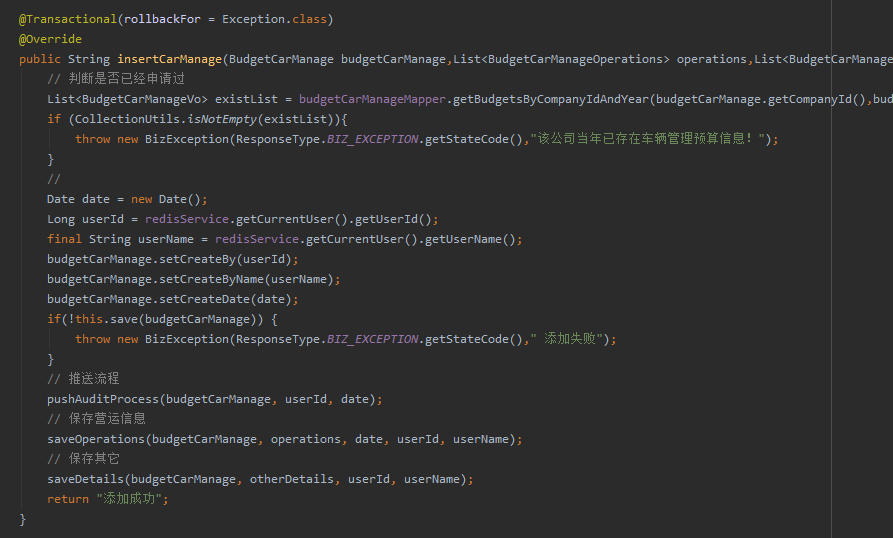 @Transactional(rollbackFor = Exception.class)
@Override
public String insertCarManage(BudgetCarManage budgetCarManage,List<BudgetCarManageOperations> operations,List<BudgetCarManage
// 判断是否已经申请过
List<BudgetCarManageVo> existList = budgetCarManageMapper.getBudgetsByCompanyIdAndYear(budgetCarManage.getCompanyId(),bud
if (CollectionUtils.isNotEmpty(existList)){
throw new BizException(ResponseType.BIZ_EXCEPTION.getStateCode(),"该公司当年已存在车辆管理预算信息！");
}
//
Date date = new Date();
Long userId = redisService.getCurrentUser().getUserId();
final String userName = redisService.getCurrentUser().getUserName();
budgetCarManage.setCreateBy(userId);
budgetCarManage.setCreateByName(userName);
budgetCarManage.setCreateDate(date);
if(!this.save(budgetCarManage)) {
throw new BizException(ResponseType.BIZ_EXCEPTION.getStateCode()," 添加失败");
}
// 推送流程
pushAuditProcess(budgetCarManage, userId, date);
// 保存营运信息
saveOperations(budgetCarManage, operations, date, userId, userName);
// 保存其它
saveDetails(budgetCarManage, otherDetails, userId, userName);
return "添加成功";
}